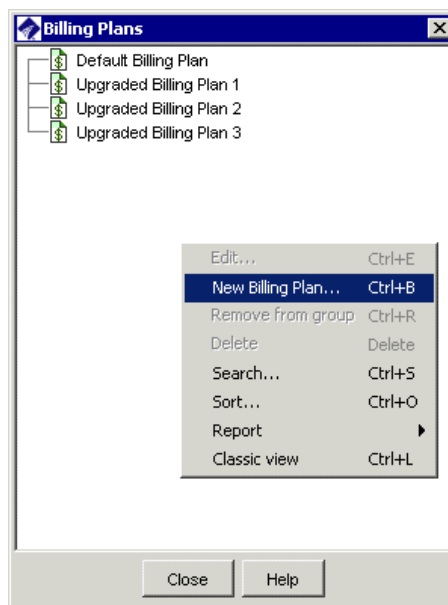 Billing Plans
Default Billing Plan
Upgraded Billing Plan 1
Upgraded Billing Plan 2
Upgraded Billing Plan 3
Edit... Ctrl+E
New Billing Plan... Ctrl+B
Remove from group Ctrl+R
Delete Delete
Search... Ctrl+S
Sort... Ctrl+O
Report
Classic view Ctrl+L
Close Help